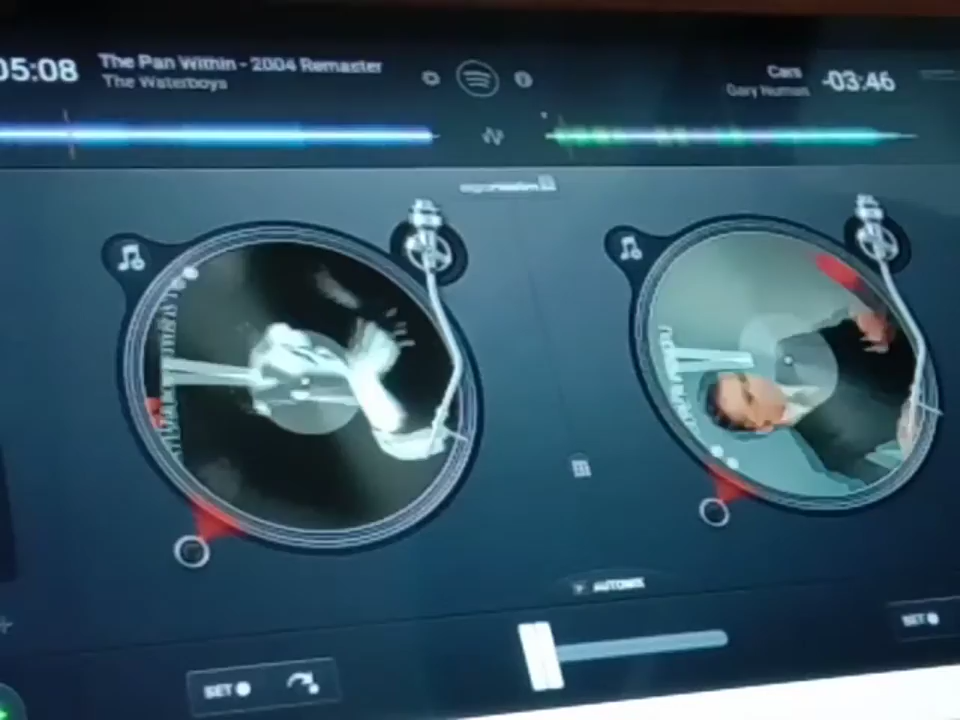 05:08
The Pan Within - 2004 Remaster
The Waterboys
Cars
Gary Numan
-03:46
AUTOMIX
SET
SET